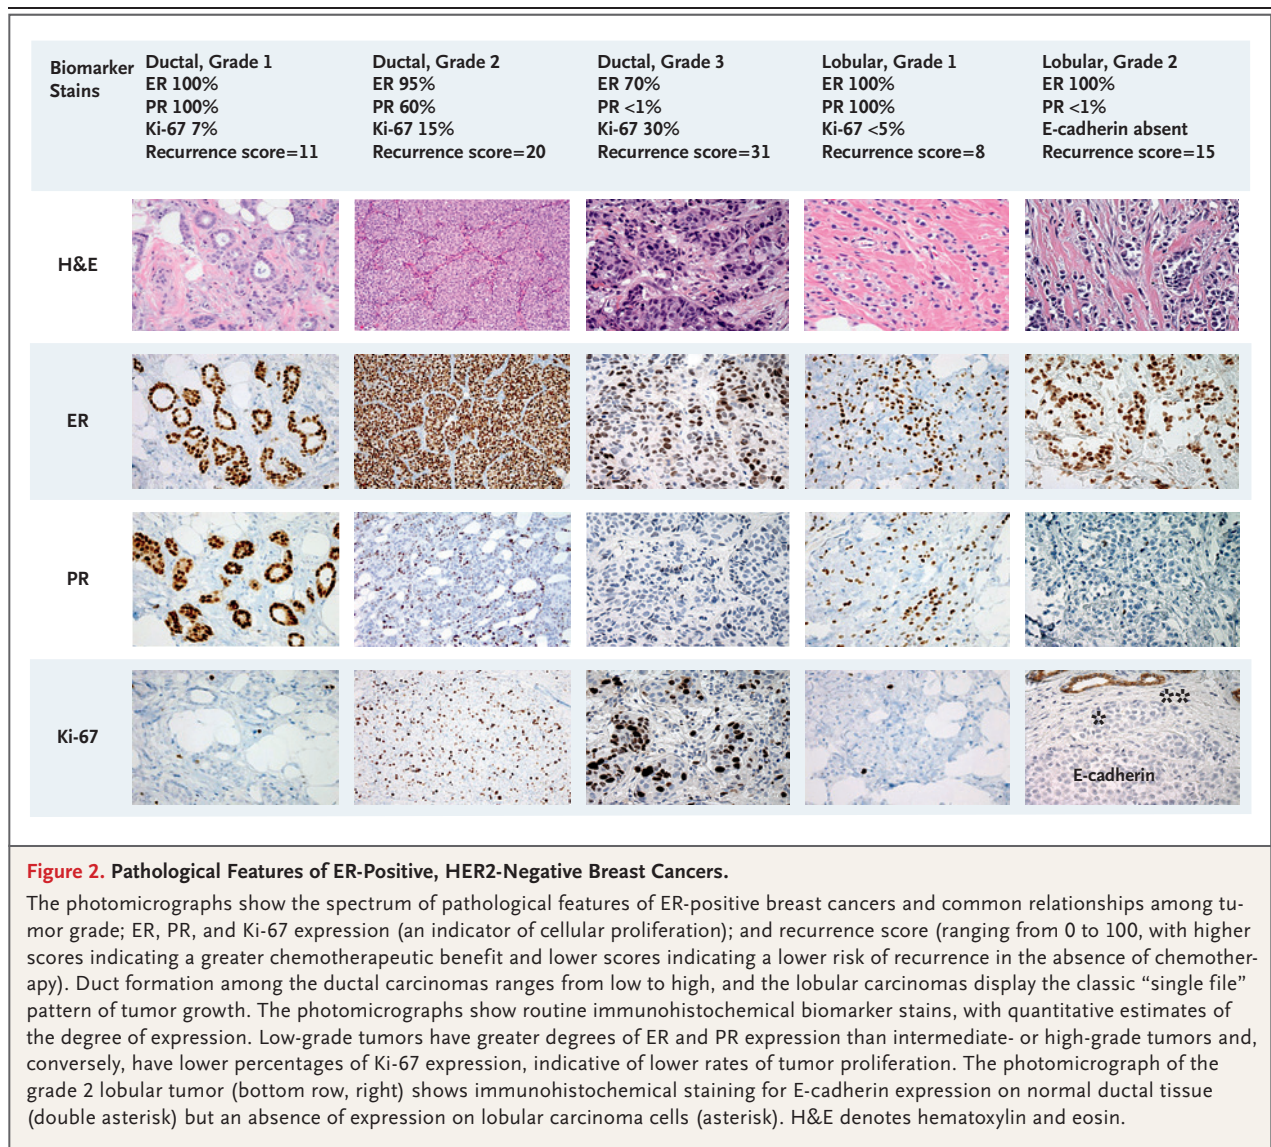 Biomarker Stains
Ductal, Grade 1
ER 100%
PR 100%
Ki-67 7%
Recurrence score=11
Ductal, Grade 2
ER 95%
PR 60%
Ki-67 15%
Recurrence score=20
Ductal, Grade 3
ER 70%
PR <1%
Ki-67 30%
Recurrence score=31
Lobular, Grade 1
ER 100%
PR 100%
Ki-67 <5%
Recurrence score=8
Lobular, Grade 2
ER 100%
PR <1%
E-cadherin absent
Recurrence score=15
H&E
ER
PR
Ki-67
**
*
E-cadherin
Figure 2. Pathological Features of ER-Positive, HER2-Negative Breast Cancers.
The photomicrographs show the spectrum of pathological features of ER-positive breast cancers and common relationships among tu-
mor grade; ER, PR, and Ki-67 expression (an indicator of cellular proliferation); and recurrence score (ranging from 0 to 100, with higher
scores indicating a greater chemotherapeutic benefit and lower scores indicating a lower risk of recurrence in the absence of chemother-
apy). Duct formation among the ductal carcinomas ranges from low to high, and the lobular carcinomas display the classic “single file”
pattern of tumor growth. The photomicrographs show routine immunohistochemical biomarker stains, with quantitative estimates of
the degree of expression. Low-grade tumors have greater degrees of ER and PR expression than intermediate- or high-grade tumors and,
conversely, have lower percentages of Ki-67 expression, indicative of lower rates of tumor proliferation. The photomicrograph of the
grade 2 lobular tumor (bottom row, right) shows immunohistochemical staining for E-cadherin expression on normal ductal tissue
(double asterisk) but an absence of expression on lobular carcinoma cells (asterisk). H&E denotes hematoxylin and eosin.